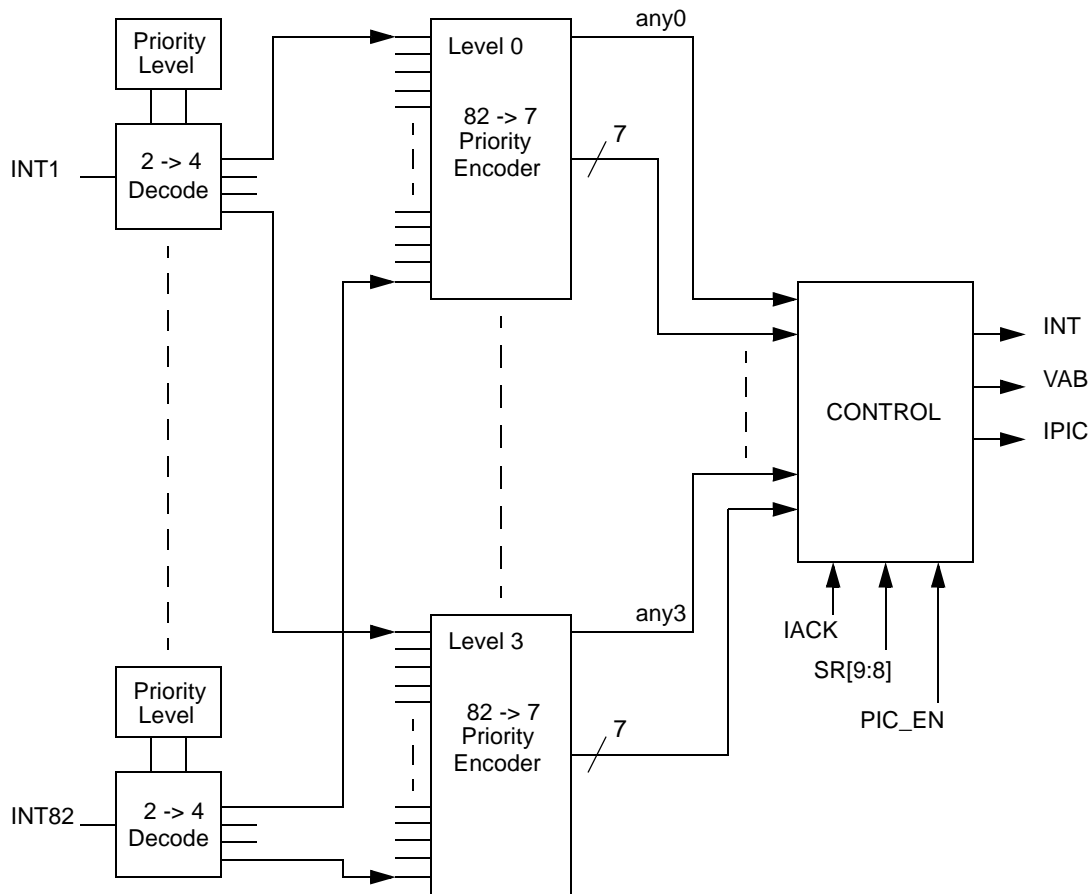 Priority
Level
INT1
2 -> 4
Decode
Level 0
82 -> 7
Priority
Encoder
any0
7
CONTROL
INT
VAB
IPIC
IACK
SR[9:8]
PIC_EN
Priority
Level
INT82
2 -> 4
Decode
Level 3
82 -> 7
Priority
Encoder
any3
7